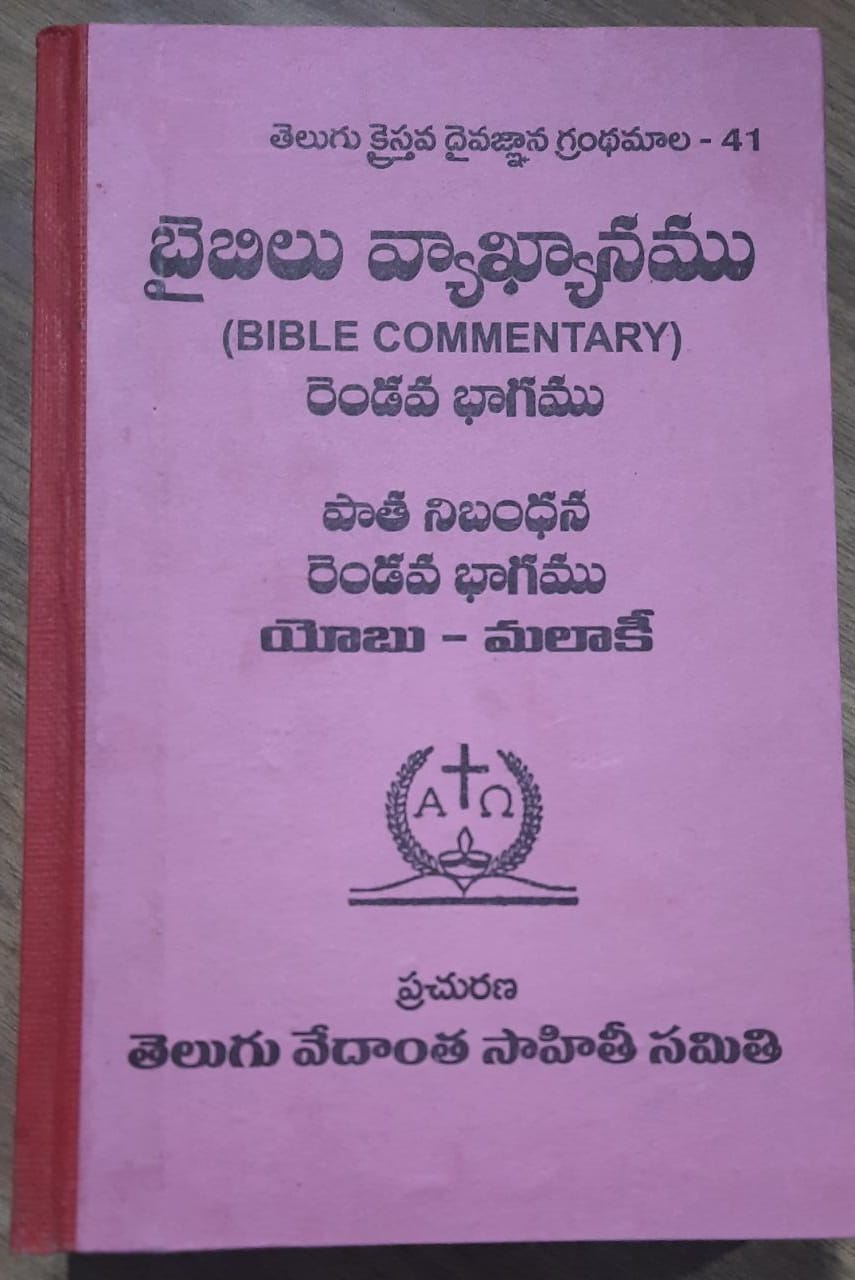 తెలుగు క్రైస్తవ దైవజ్ఞాన గ్రంథమాల - 41
బైబిలు వ్యాఖ్యానము
(BIBLE COMMENTARY)
రెండవ భాగము
పాత నిబంధన
రెండవ భాగము
యోబు - మలాకీ
Α Ω
ప్రచురణ
తెలుగు వేదాంత సాహితీ సమితి